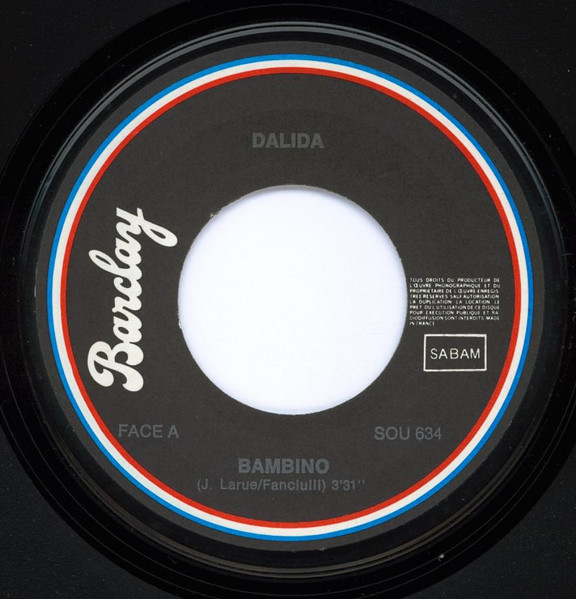 DALIDA
Barclay
TOUS DROITS DU PRODUCTEUR DE
L'ŒUVRE PHONOGRAPHIQUE ET DU
PROPRIETAIRE DE L'ŒUVRE ENREGIS-
TREE RESERVES SAUF AUTORISATION
LA DUPLICATION LA LOCATION LE
PRET OU L'UTILISATION DE CE DISQUE
POUR EXECUTION PUBLIQUE ET RA-
DIODIFFUSION SONT INTERDITS MADE
IN FRANCE
SABAM
FACE A
SOU 634
BAMBINO
(J. Larue/Fanciulli) 3'31''